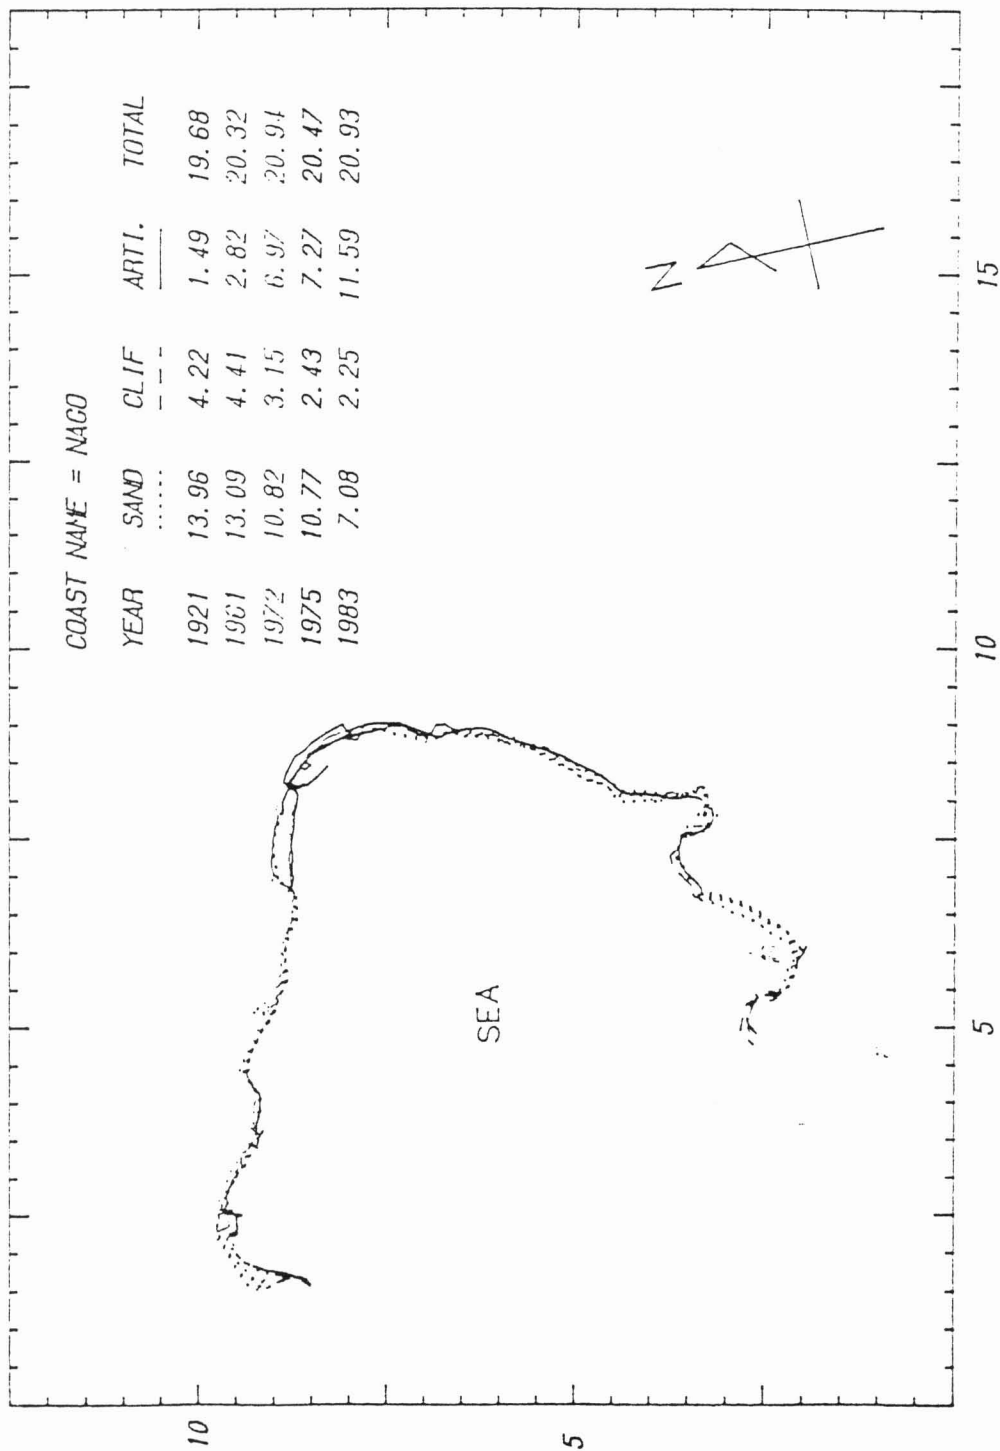 COAST NAME = NAGO
YEAR SAND CLIF ARTI. TOTAL
1921 13.96 4.22 1.49 19.68
1961 13.09 4.41 2.82 20.32
1972 10.82 3.15 6.97 20.94
1975 10.77 2.43 7.27 20.47
1983 7.08 2.25 11.59 20.93
N
SEA
10
5
5
10
15